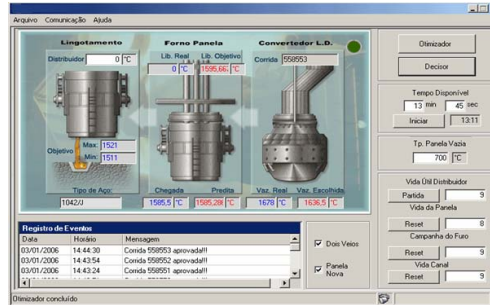 Arquivo Comunicação Ajuda
Lingotamento
Distribuidor 0 °C
Objetivo
Max: 1521
Min: 1511
Tipo de Aço:
1042/J
Forno Panela
Lib. Real Lib. Objetivo
0 °C 1595,66 °C
Chegada Predita
1585,5 °C 1585,28 °C
Convertedor L.D.
Corrida 558553
Vaz. Real Vaz. Escolhida
1678 °C 1636,5 °C
Otimizador
Decisor
Tempo Disponível
13 min 45 sec
Iniciar 13:11
Tp. Panela Vazia
700 °C
Vida Útil Distribuidor
Partida 9
Vida da Panela
Reset 8
Campanha do Furo
Reset 9
Vida Canal
Reset 9
Registro de Eventos
Data Horário Mensagem
03/01/2006 14:44:30 Corrida 558553 aprovada!!!
03/01/2006 14:43:54 Corrida 558552 aprovada!!!
03/01/2006 14:43:24 Corrida 558551 aprovada!!!
Dois Veios
Panela
Nova
Otimizador concluído